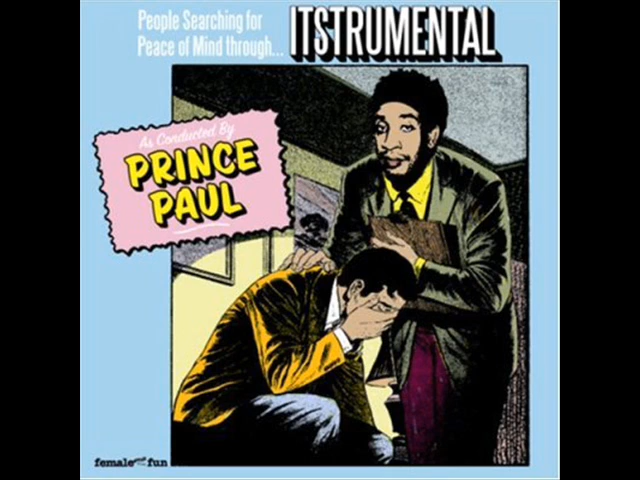 People Searching for
Peace of Mind through...
ITSTRUMENTAL
As Conducted By
PRINCE
PAUL
female fun